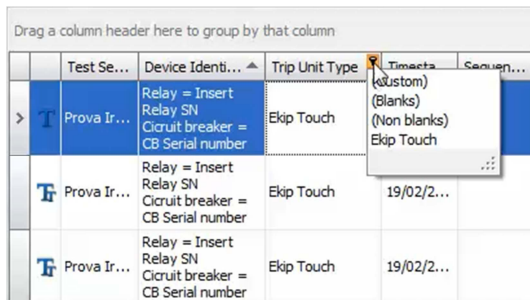 Drag a column header here to group by that column
Test Se... Device Identi... Trip Unit Type Timesta Sequen...
(Custom)
(Blanks)
(Non blanks)
Ekip Touch
Prova Ir...
Relay = Insert
Relay SN
Cicruit breaker =
CB Serial number
Ekip Touch
Prova Ir...
Relay = Insert
Relay SN
Cicruit breaker =
CB Serial number
Ekip Touch
19/02/2...
Prova Ir...
Relay = Insert
Relay SN
Cicruit breaker =
CB Serial number
Ekip Touch
19/02/2...